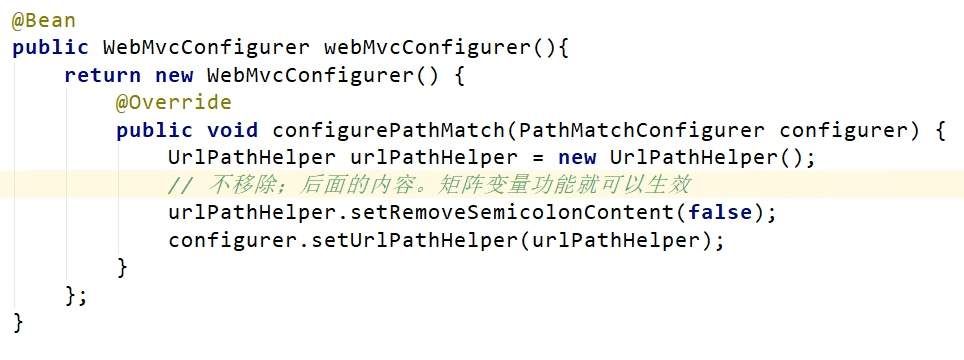 @Bean
public WebMvcConfigurer webMvcConfigurer(){
    return new WebMvcConfigurer() {
        @Override
        public void configurePathMatch(PathMatchConfigurer configurer) {
            UrlPathHelper urlPathHelper = new UrlPathHelper();
            // 不移除；后面的内容。矩阵变量功能就可以生效
            urlPathHelper.setRemoveSemicolonContent(false);
            configurer.setUrlPathHelper(urlPathHelper);
        }
    };
}